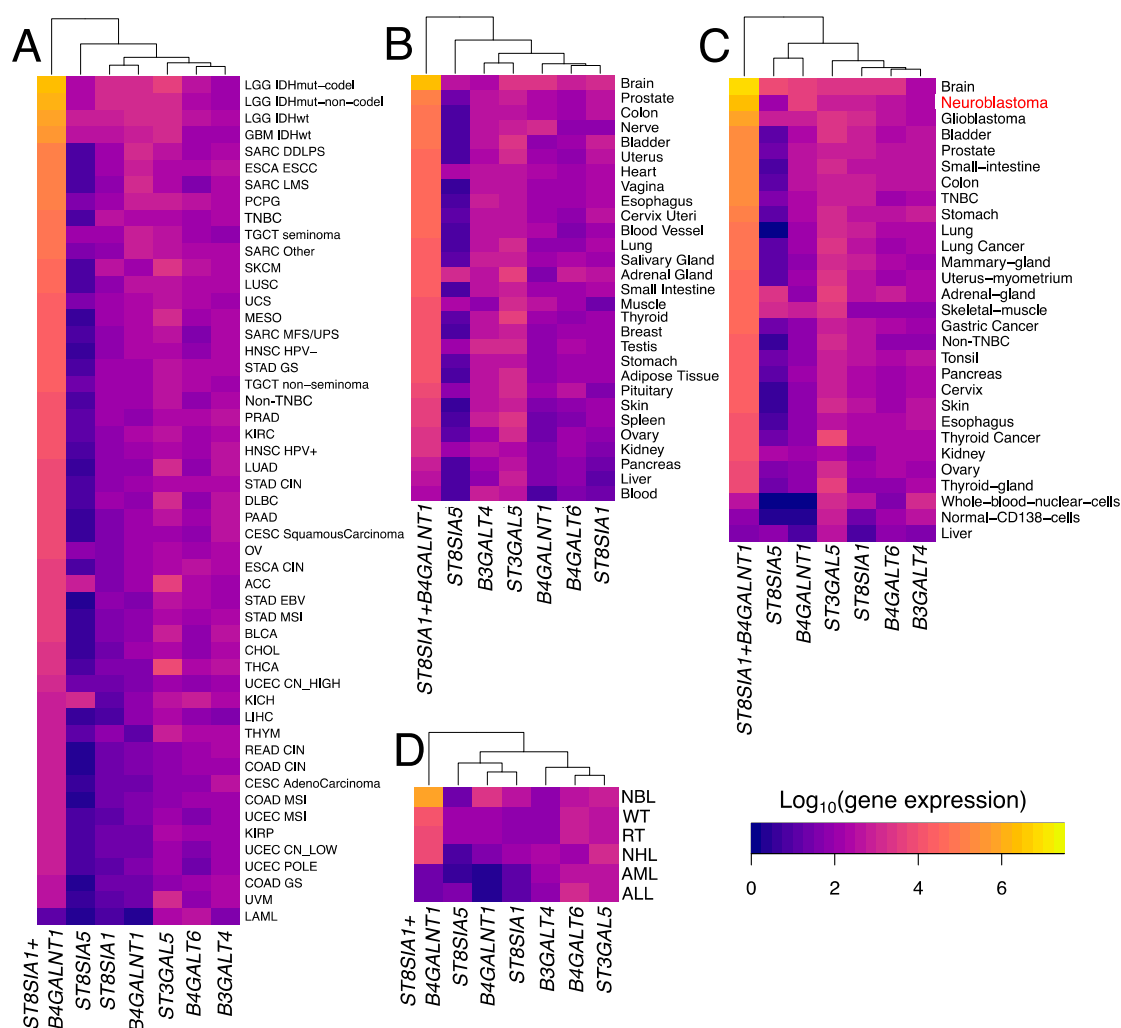 A
LGG IDHmut-codel
LGG IDHmut-non-codel
LGG IDHwt
GBM IDHwt
SARC DDLPS
ESCA ESCC
SARC LMS
PCPG
TNBC
TGCT seminoma
SARC Other
SKCM
LUSC
UCS
MESO
SARC MFS/UPS
HNSC HPV−
STAD GS
TGCT non−seminoma
Non−TNBC
PRAD
KIRC
HNSC HPV+
LUAD
STAD CIN
DLBC
PAAD
CESC SquamousCarcinoma
OV
ESCA CIN
ACC
STAD EBV
STAD MSI
BLCA
CHOL
THCA
UCEC CN_HIGH
KICH
LIHC
THYM
READ CIN
COAD CIN
CESC AdenoCarcinoma
COAD MSI
UCEC MSI
KIRP
UCEC CN_LOW
UCEC POLE
COAD GS
UVM
LAML
ST8SIA1+
B4GALNT1
ST8SIA5
ST8SIA1
B4GALNT1
ST3GAL5
B4GALT6
B3GALT4
B
Brain
Prostate
Colon
Nerve
Bladder
Uterus
Heart
Vagina
Esophagus
Cervix Uteri
Blood Vessel
Lung
Salivary Gland
Adrenal Gland
Small Intestine
Muscle
Thyroid
Breast
Testis
Stomach
Adipose Tissue
Pituitary
Skin
Spleen
Ovary
Kidney
Pancreas
Liver
Blood
ST8SIA1+B4GALNT1
ST8SIA5
B3GALT4
ST3GAL5
B4GALNT1
B4GALT6
ST8SIA1
C
Brain
Neuroblastoma
Glioblastoma
Bladder
Prostate
Small−intestine
Colon
TNBC
Stomach
Lung
Lung Cancer
Mammary−gland
Uterus−myometrium
Adrenal−gland
Skeletal−muscle
Gastric Cancer
Non−TNBC
Tonsil
Pancreas
Cervix
Skin
Esophagus
Thyroid Cancer
Kidney
Ovary
Thyroid−gland
Whole−blood−nuclear−cells
Normal−CD138−cells
Liver
ST8SIA1+B4GALNT1
ST8SIA5
B4GALNT1
ST3GAL5
ST8SIA1
B4GALT6
B3GALT4
D
NBL
WT
RT
NHL
AML
ALL
ST8SIA1+
B4GALNT1
ST8SIA5
B4GALNT1
ST8SIA1
B3GALT4
B4GALT6
ST3GAL5
Log10(gene expression)
0 2 4 6